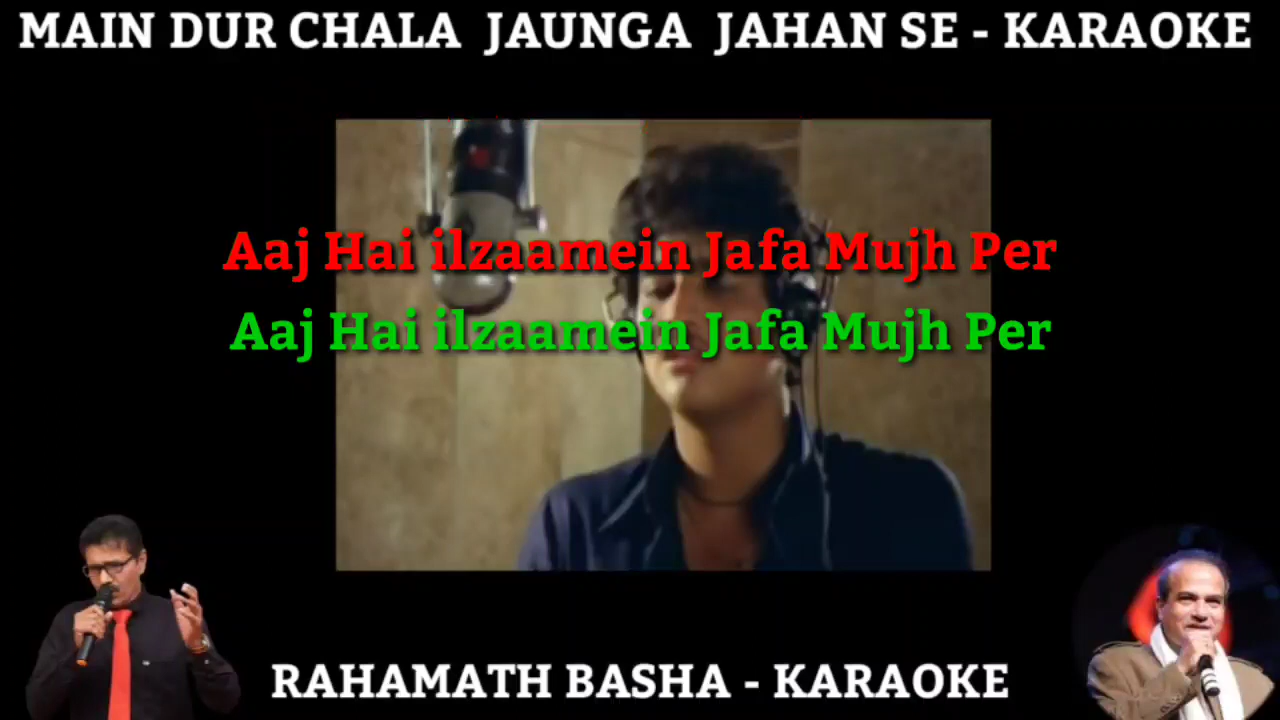 MAIN DUR CHALA JAUNGA JAHAN SE - KARAOKE
Aaj Hai ilzaamein Jafa Mujh Per
Aaj Hai ilzaamein Jafa Mujh Per
RAHAMATH BASHA - KARAOKE